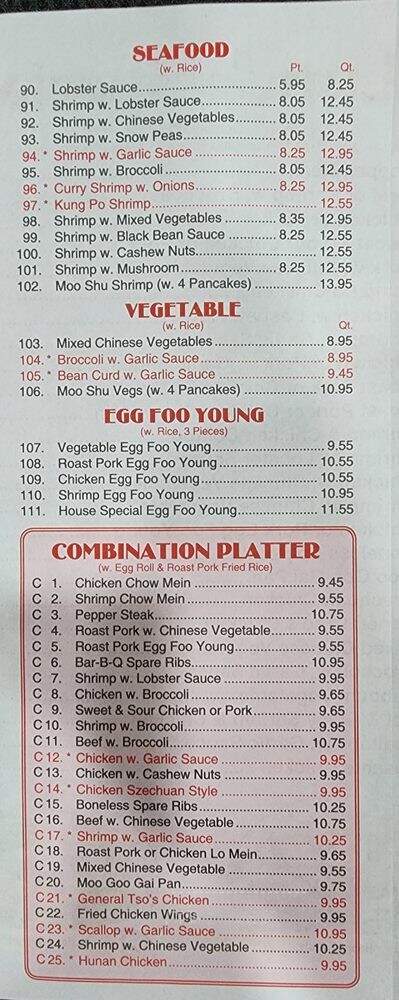 SEAFOOD
(w. Rice) Pt. Qt.
90. Lobster Sauce 5.95 8.25
91. Shrimp w. Lobster Sauce 8.05 12.45
92. Shrimp w. Chinese Vegetables 8.05 12.45
93. Shrimp w. Snow Peas 8.05 12.45
94. * Shrimp w. Garlic Sauce 8.25 12.95
95. Shrimp w. Broccoli 8.05 12.45
96. * Curry Shrimp w. Onions 8.25 12.95
97. * Kung Po Shrimp 12.55
98. Shrimp w. Mixed Vegetables 8.35 12.95
99. Shrimp w. Black Bean Sauce 8.25 12.55
100. Shrimp w. Cashew Nuts 12.55
101. Shrimp w. Mushroom 8.25 12.55
102. Moo Shu Shrimp (w. 4 Pancakes) 13.95
VEGETABLE
(w. Rice) Qt.
103. Mixed Chinese Vegetables 8.95
104. * Broccoli w. Garlic Sauce 8.95
105. * Bean Curd w. Garlic Sauce 9.45
106. Moo Shu Vegs (w. 4 Pancakes) 10.95
EGG FOO YOUNG
(w. Rice, 3 Pieces)
107. Vegetable Egg Foo Young 9.55
108. Roast Pork Egg Foo Young 10.55
109. Chicken Egg Foo Young 10.55
110. Shrimp Egg Foo Young 10.95
111. House Special Egg Foo Young 11.55
COMBINATION PLATTER
(w. Egg Roll & Roast Pork Fried Rice)
C 1. Chicken Chow Mein 9.45
C 2. Shrimp Chow Mein 9.55
C 3. Pepper Steak 10.75
C 4. Roast Pork w. Chinese Vegetable 9.55
C 5. Roast Pork Egg Foo Young 9.55
C 6. Bar-B-Q Spare Ribs 10.95
C 7. Shrimp w. Lobster Sauce 9.95
C 8. Chicken w. Broccoli 9.65
C 9. Sweet & Sour Chicken or Pork 9.65
C 10. Shrimp w. Broccoli 9.95
C 11. Beef w. Broccoli 10.75
C 12. * Chicken w. Garlic Sauce 9.95
C 13. Chicken w. Cashew Nuts 9.95
C 14. * Chicken Szechuan Style 9.95
C 15. Boneless Spare Ribs 10.25
C 16. Beef w. Chinese Vegetable 10.75
C 17. * Shrimp w. Garlic Sauce 10.25
C 18. Roast Pork or Chicken Lo Mein 9.65
C 19. Mixed Chinese Vegetable 9.55
C 20. Moo Goo Gai Pan 9.75
C 21. * General Tso's Chicken 9.95
C 22. Fried Chicken Wings 9.95
C 23. * Scallop w. Garlic Sauce 10.95
C 24. Shrimp w. Chinese Vegetable 10.25
C 25. * Hunan Chicken 9.95